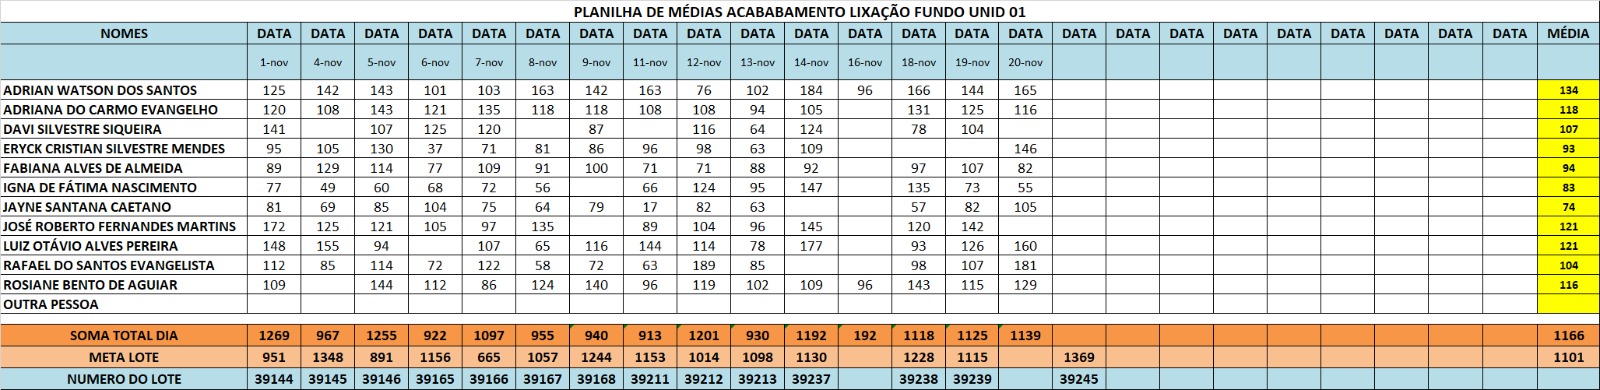 PLANILHA DE MÉDIAS ACABABAMENTO LIXAÇÃO FUNDO UNID 01
NOMES DATA DATA DATA DATA DATA DATA DATA DATA DATA DATA DATA DATA DATA DATA DATA DATA DATA DATA DATA DATA DATA DATA DATA DATA MÉDIA
1-nov 4-nov 5-nov 6-nov 7-nov 8-nov 9-nov 11-nov 12-nov 13-nov 14-nov 16-nov 18-nov 19-nov 20-nov
ADRIAN WATSON DOS SANTOS 125 142 143 101 103 163 142 163 76 102 184 96 166 144 165 134
ADRIANA DO CARMO EVANGELHO 120 108 143 121 135 118 118 108 108 94 105 131 125 116 118
DAVI SILVESTRE SIQUEIRA 141 107 125 120 87 116 64 124 78 104 107
ERYCK CRISTIAN SILVESTRE MENDES 95 105 130 37 71 81 86 96 98 63 109 146 93
FABIANA ALVES DE ALMEIDA 89 129 114 77 109 91 100 71 71 88 92 97 107 82 94
IGNA DE FÁTIMA NASCIMENTO 77 49 60 68 72 56 66 124 95 147 135 73 55 83
JAYNE SANTANA CAETANO 81 69 85 104 75 64 79 17 82 63 57 82 105 74
JOSÉ ROBERTO FERNANDES MARTINS 172 125 121 105 97 135 89 104 96 145 120 142 121
LUIZ OTÁVIO ALVES PEREIRA 148 155 94 107 65 116 144 114 78 177 93 126 160 121
RAFAEL DO SANTOS EVANGELISTA 112 85 114 72 122 58 72 63 189 85 98 107 181 104
ROSIANE BENTO DE AGUIAR 109 144 112 86 124 140 96 119 102 109 96 143 115 129 116
OUTRA PESSOA
SOMA TOTAL DIA 1269 967 1255 922 1097 955 940 913 1201 930 1192 192 1118 1125 1139 1166
META LOTE 951 1348 891 1156 665 1057 1244 1153 1014 1098 1130 1228 1115 1369 1101
NUMERO DO LOTE 39144 39145 39146 39165 39166 39167 39168 39211 39212 39213 39237 39238 39239 39245